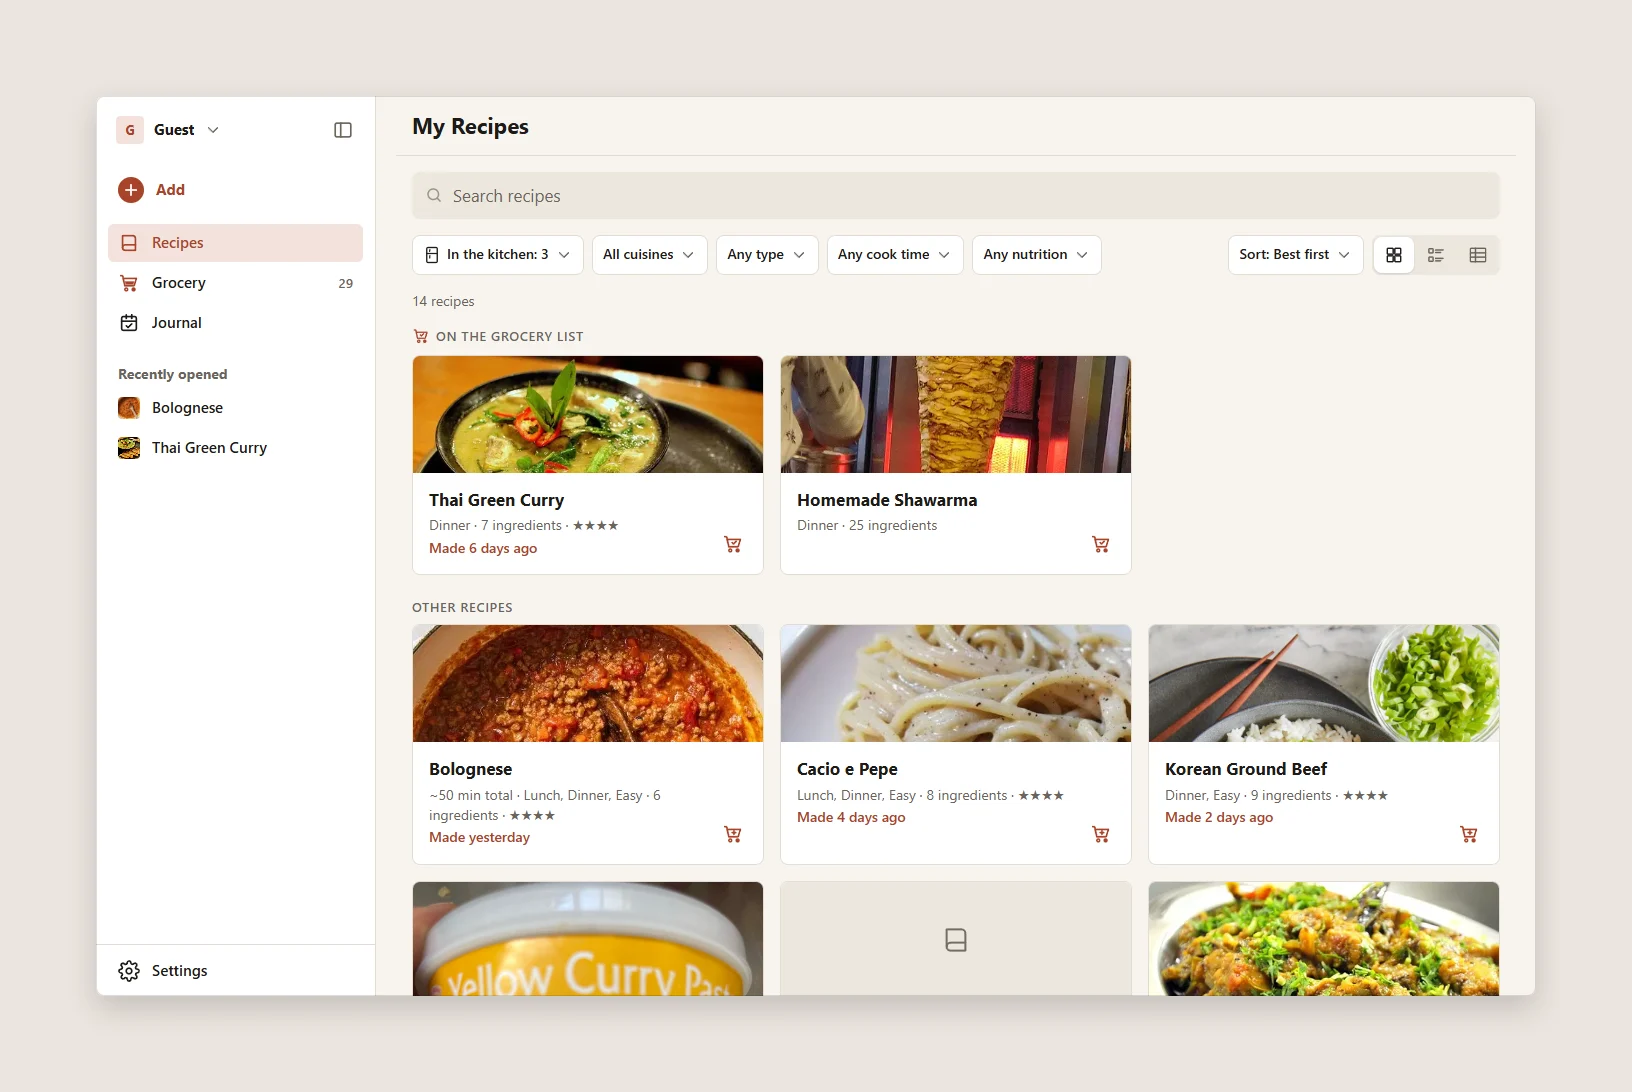 G Guest
Add
Recipes
Grocery 29
Journal
Recently opened
Bolognese
Thai Green Curry
Settings
My Recipes
Search recipes
In the kitchen: 3
All cuisines
Any type
Any cook time
Any nutrition
Sort: Best first
14 recipes
ON THE GROCERY LIST
Thai Green Curry
Dinner · 7 ingredients · ★★★★
Made 6 days ago
Homemade Shawarma
Dinner · 25 ingredients
OTHER RECIPES
Bolognese
~50 min total · Lunch, Dinner, Easy · 6
ingredients · ★★★★
Made yesterday
Cacio e Pepe
Lunch, Dinner, Easy · 8 ingredients · ★★★★
Made 4 days ago
Korean Ground Beef
Dinner, Easy · 9 ingredients · ★★★★
Made 2 days ago
Yellow Curry Past